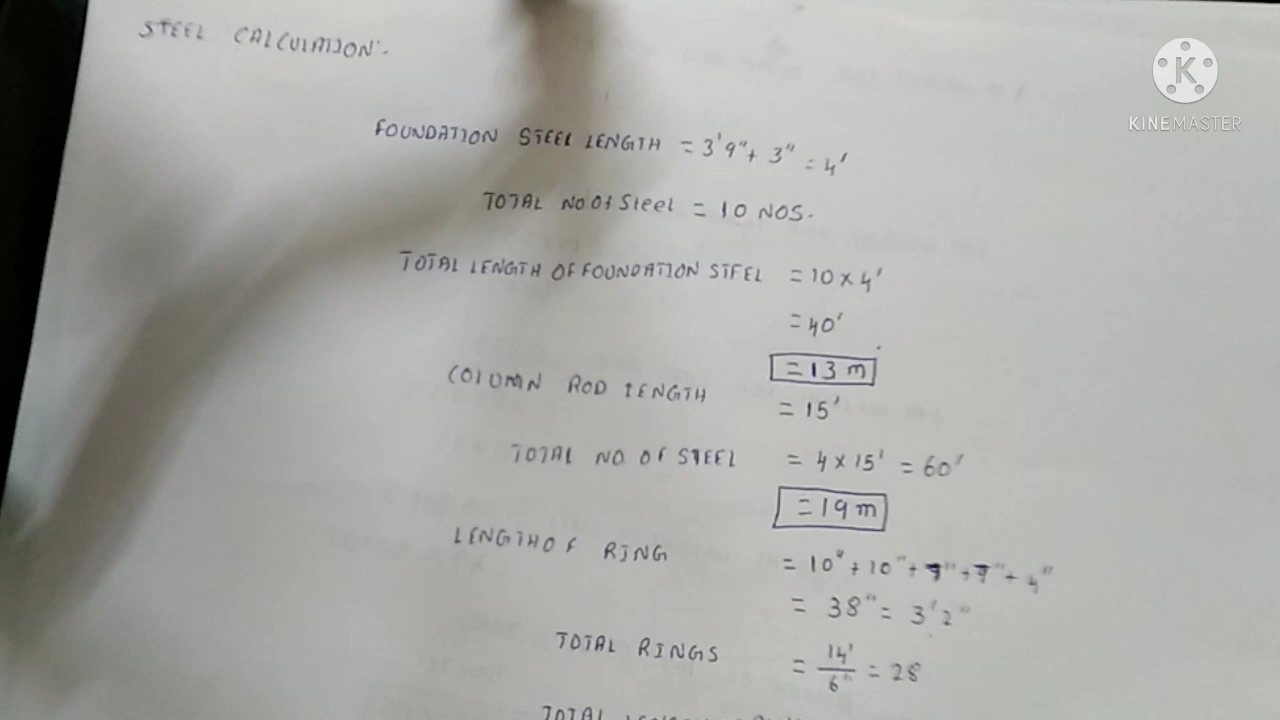 STEEL CALCULATION:-
K
KINEMASTER
FOUNDATION STEEL LENGTH = 3'9"+ 3" = 4'
TOTAL NO Of Steel = 10 NOS.
TOTAL LENGTH OF FOUNDATION STEEL = 10 × 4'
= 40'
= 13 m
COLUMN ROD LENGTH = 15'
TOTAL NO OF STEEL = 4 × 15' = 60'
= 19 m
LENGTH OF RING = 10" + 10" + 7" + 7" + 4"
= 38" = 3'2"
TOTAL RINGS = 14'/6" = 28
TOTAL